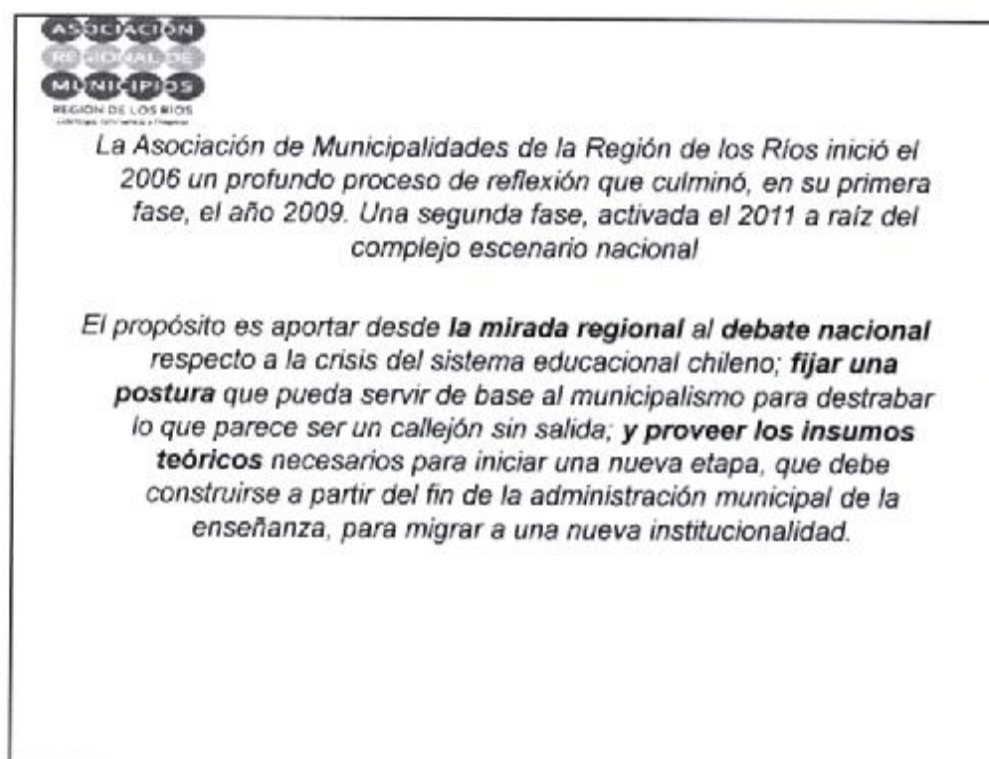 ASOCIACIÓN
REGIONAL DE
MUNICIPIOS
REGIÓN DE LOS RIOS
La Asociación de Municipalidades de la Región de los Ríos inició el
2006 un profundo proceso de reflexión que culminó, en su primera
fase, el año 2009. Una segunda fase, activada el 2011 a raíz del
complejo escenario nacional
El propósito es aportar desde la mirada regional al debate nacional
respecto a la crisis del sistema educacional chileno; fijar una
postura que pueda servir de base al municipalismo para destrabar
lo que parece ser un callejón sin salida; y proveer los insumos
teóricos necesarios para iniciar una nueva etapa, que debe
construirse a partir del fin de la administración municipal de la
enseñanza, para migrar a una nueva institucionalidad.